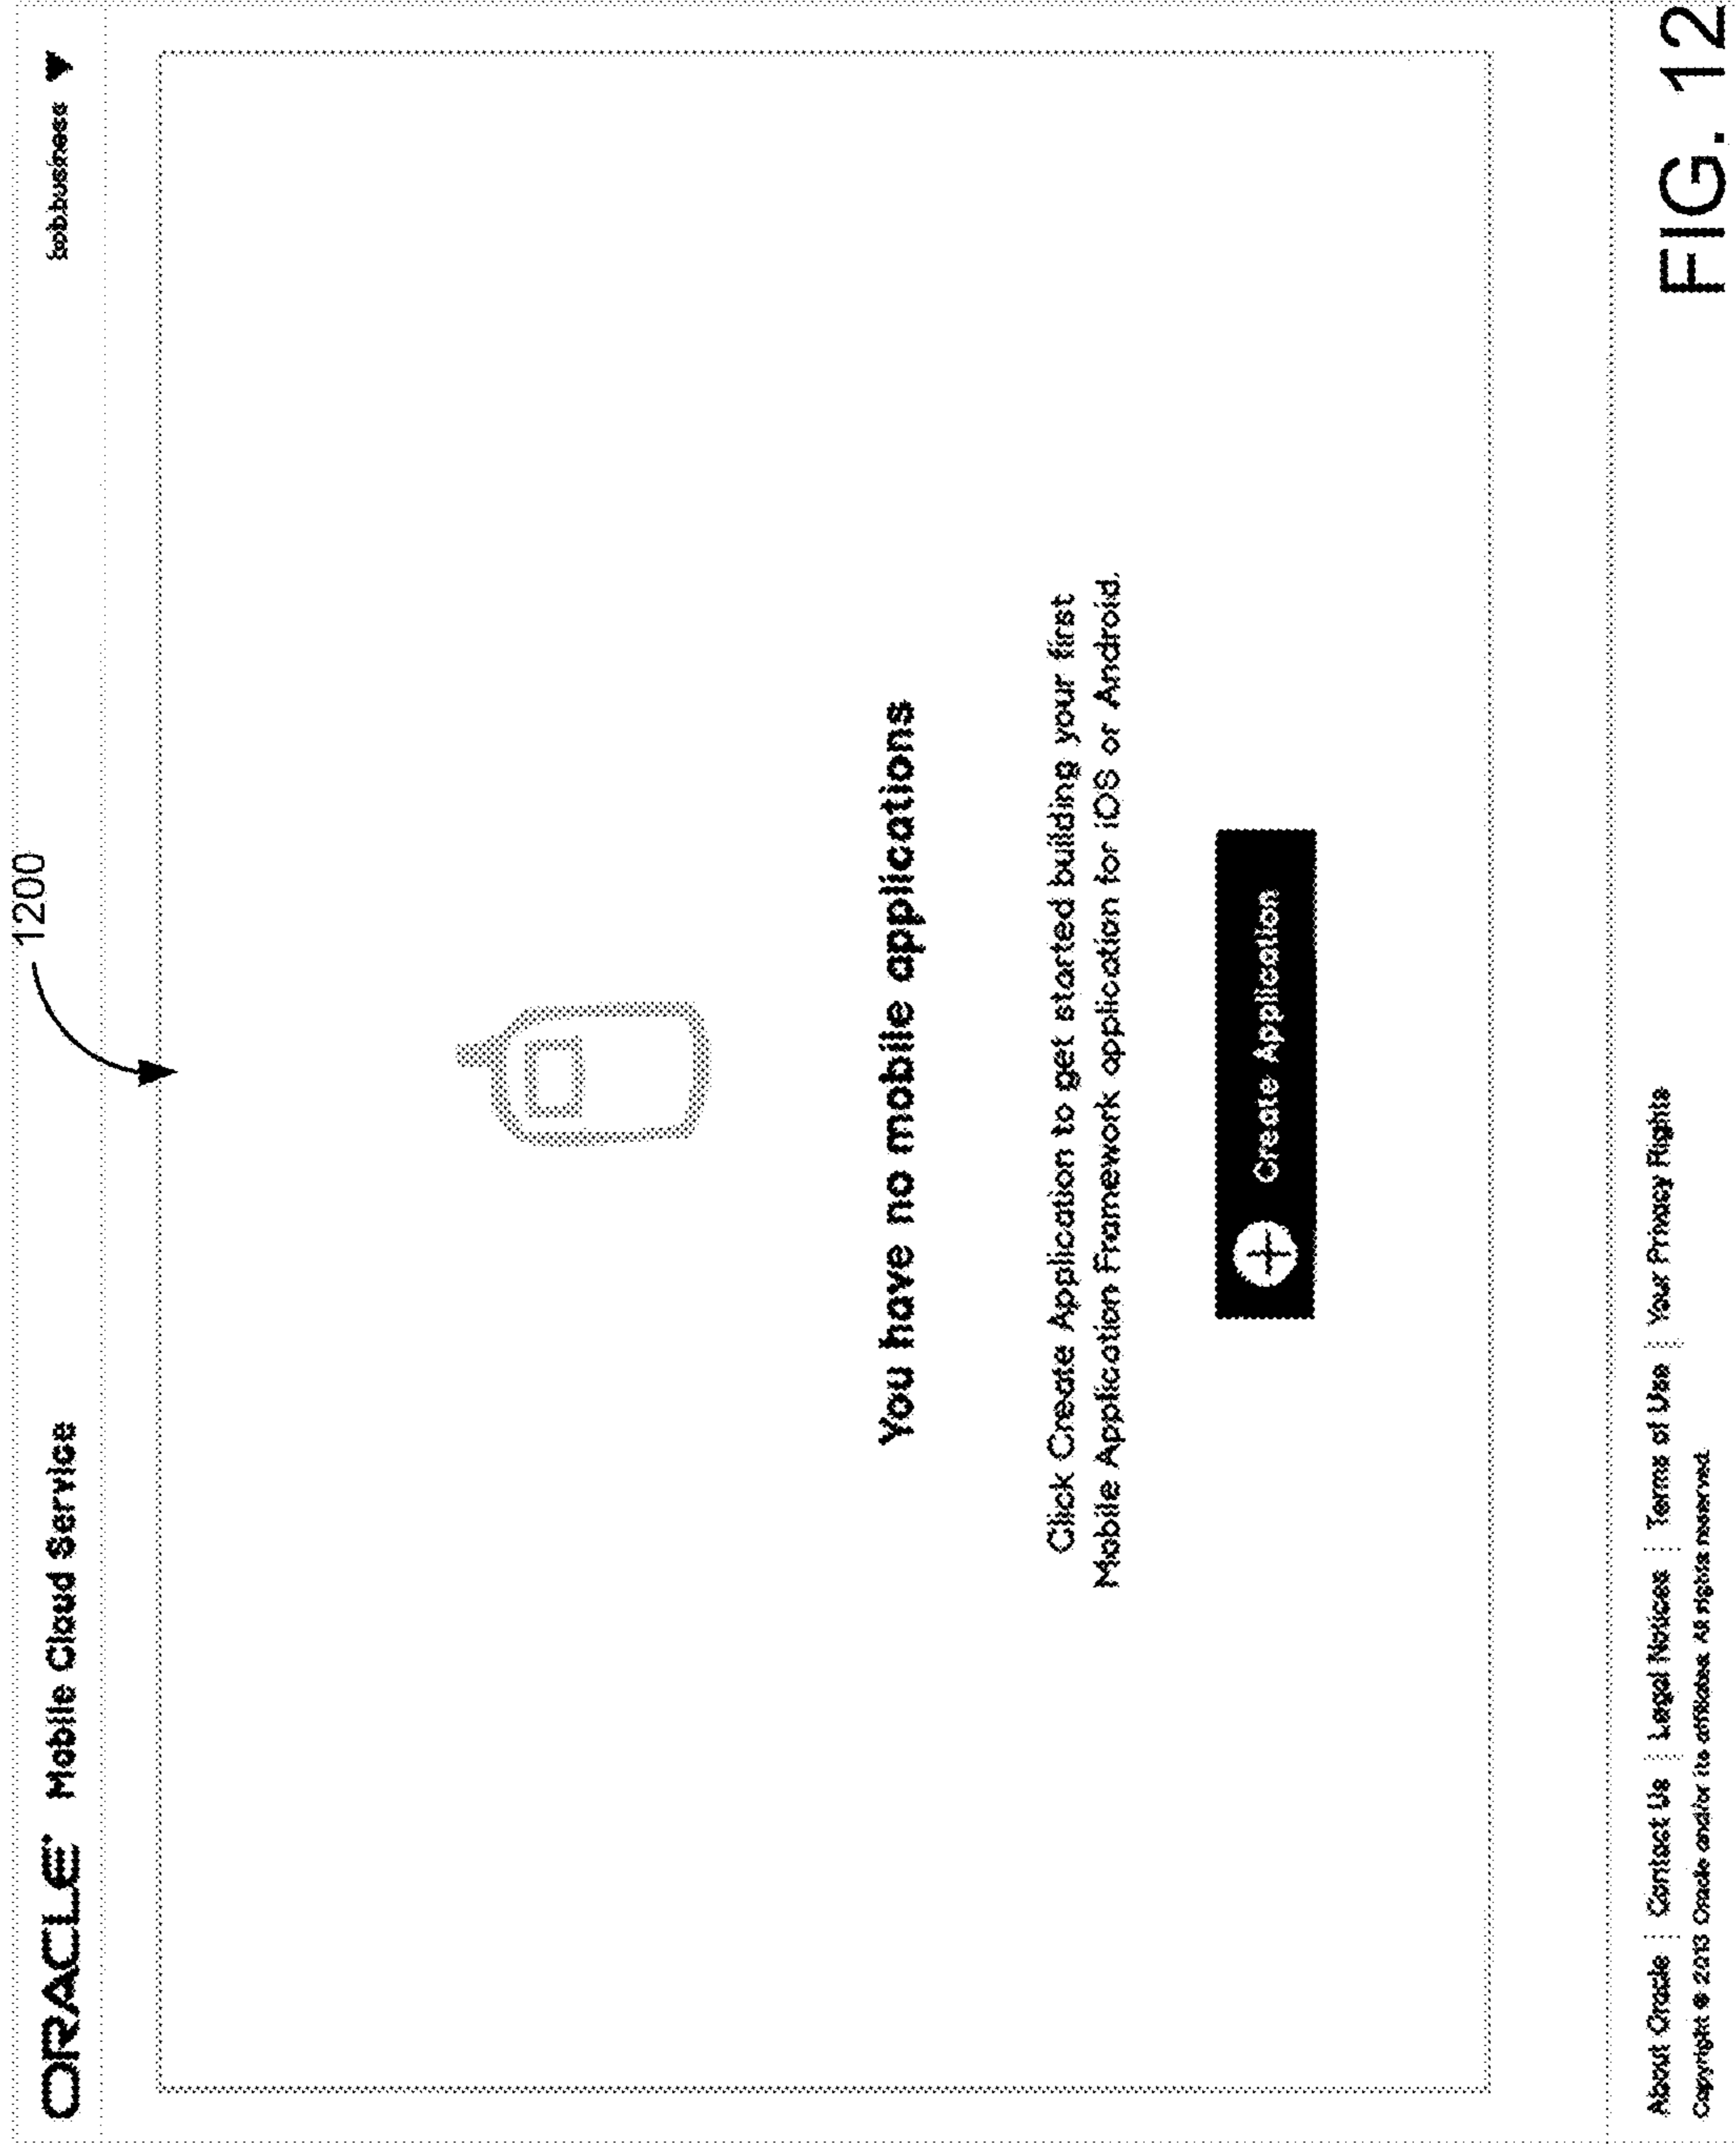 1200
ORACLE Mobile Cloud Service lobbusiness
You have no mobile applications
Click Create Application to get started building your first
Mobile Application Framework application for iOS or Android.
Create Application
About Oracle | Contact Us | Legal Notices | Terms of Use | Your Privacy Rights
Copyright © 2013 Oracle and/or its affiliates All rights reserved.
FIG. 12